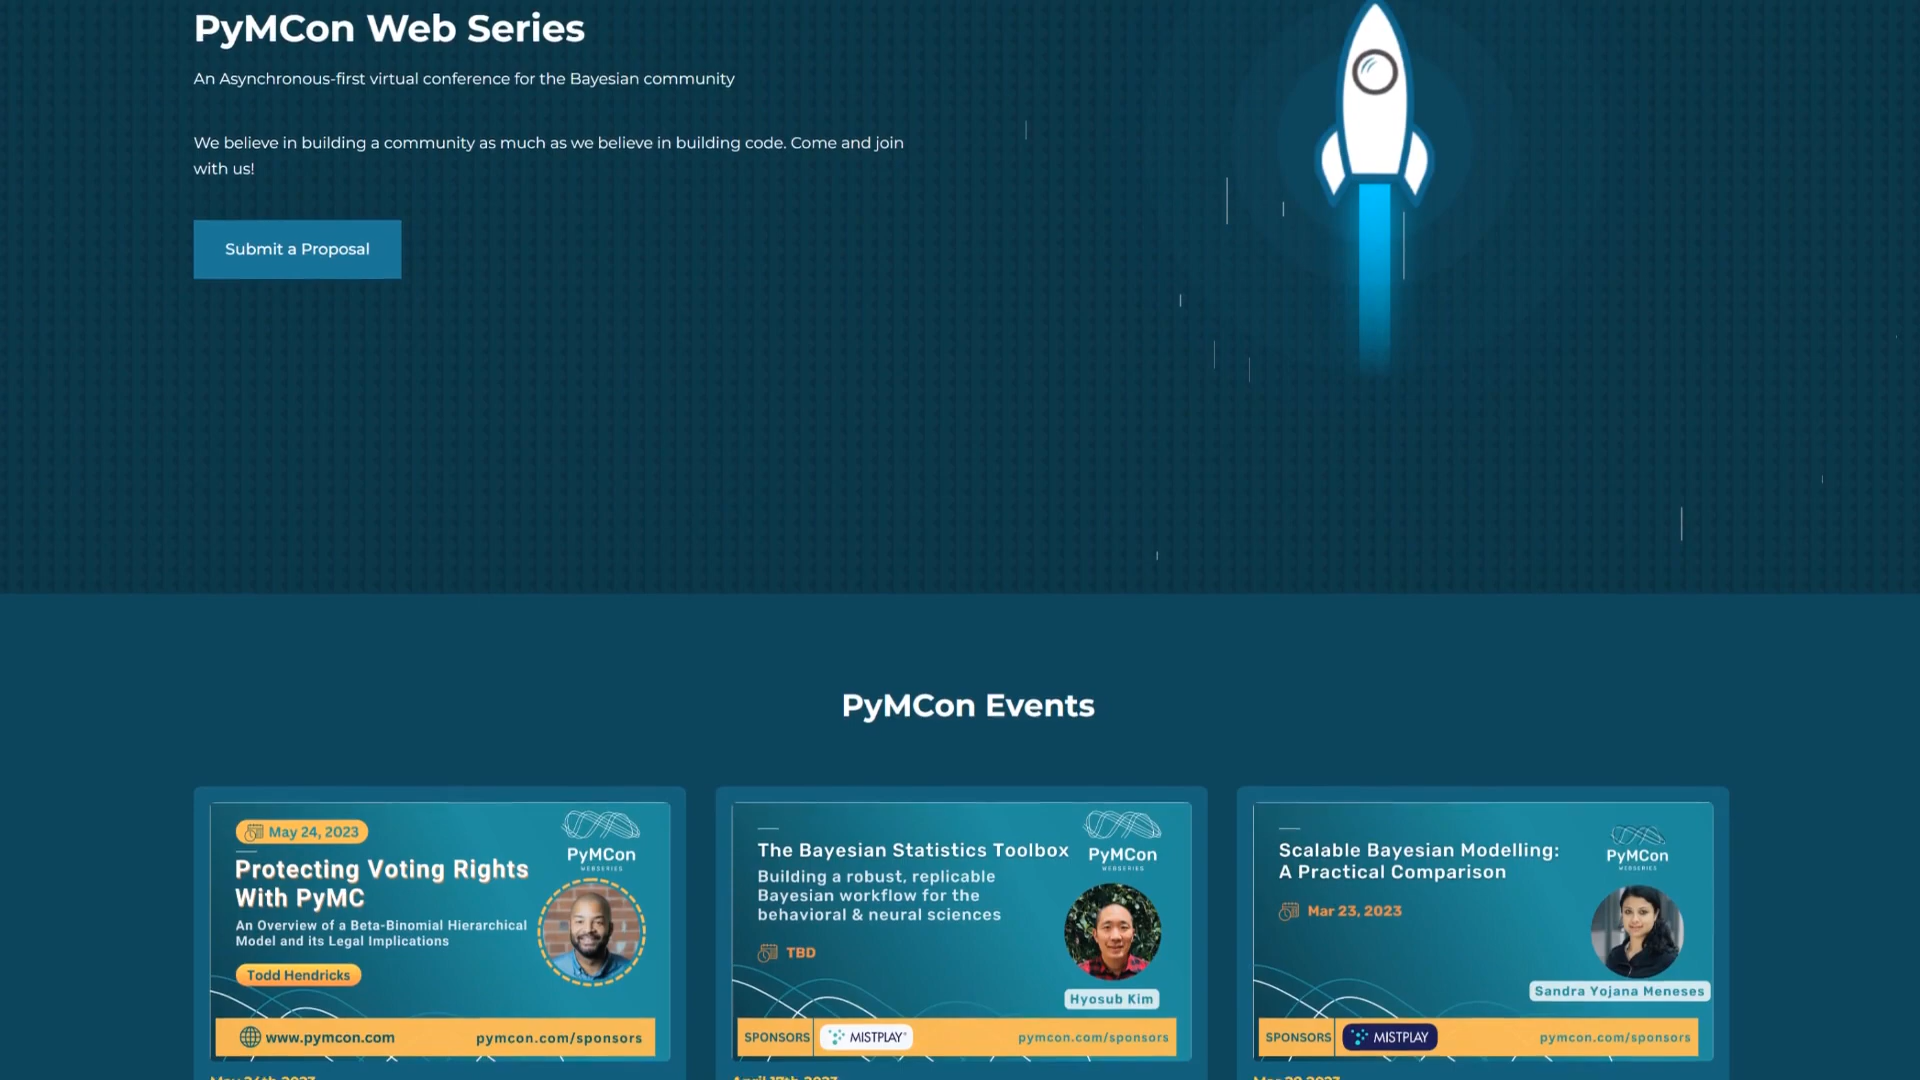 PyMCon Web Series
An Asynchronous-first virtual conference for the Bayesian community
We believe in building a community as much as we believe in building code. Come and join
with us!
Submit a Proposal
PyMCon Events
May 24, 2023
Protecting Voting Rights
With PyMC
An Overview of a Beta-Binomial Hierarchical
Model and its Legal Implications
Todd Hendricks
PyMCon
WEBSERIES
www.pymcon.com
pymcon.com/sponsors
The Bayesian Statistics Toolbox
Building a robust, replicable
Bayesian workflow for the
behavioral & neural sciences
TBD
PyMCon
WEBSERIES
Hyosub Kim
SPONSORS
MISTPLAY
pymcon.com/sponsors
Scalable Bayesian Modelling:
A Practical Comparison
Mar 23, 2023
PyMCon
WEBSERIES
Sandra Yojana Meneses
SPONSORS
MISTPLAY
pymcon.com/sponsors